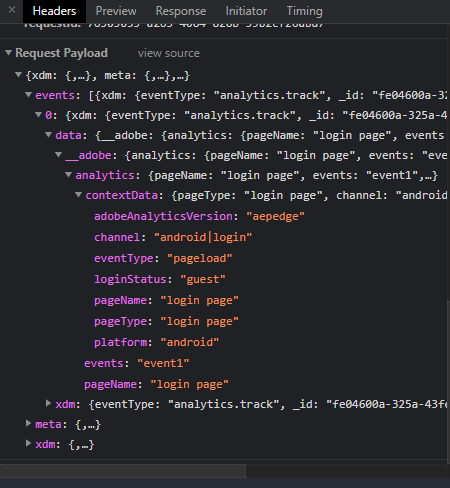 Headers Preview Response Initiator Timing
Request Payload view source
{xdm: {,…}, meta: {,…},…}
events: [{xdm: {eventType: "analytics.track", _id: "fe04600a-32
0: {xdm: {eventType: "analytics.track", _id: "fe04600a-325a-4
data: {__adobe: {analytics: {pageName: "login page", events
__adobe: {analytics: {pageName: "login page", events: "eve
analytics: {pageName: "login page", events: "event1",…}
contextData: {pageType: "login page", channel: "android
adobeAnalyticsVersion: "aepedge"
channel: "android|login"
eventType: "pageload"
loginStatus: "guest"
pageName: "login page"
pageType: "login page"
platform: "android"
events: "event1"
pageName: "login page"
xdm: {eventType: "analytics.track", _id: "fe04600a-325a-43fe
meta: {,…}
xdm: {,…}